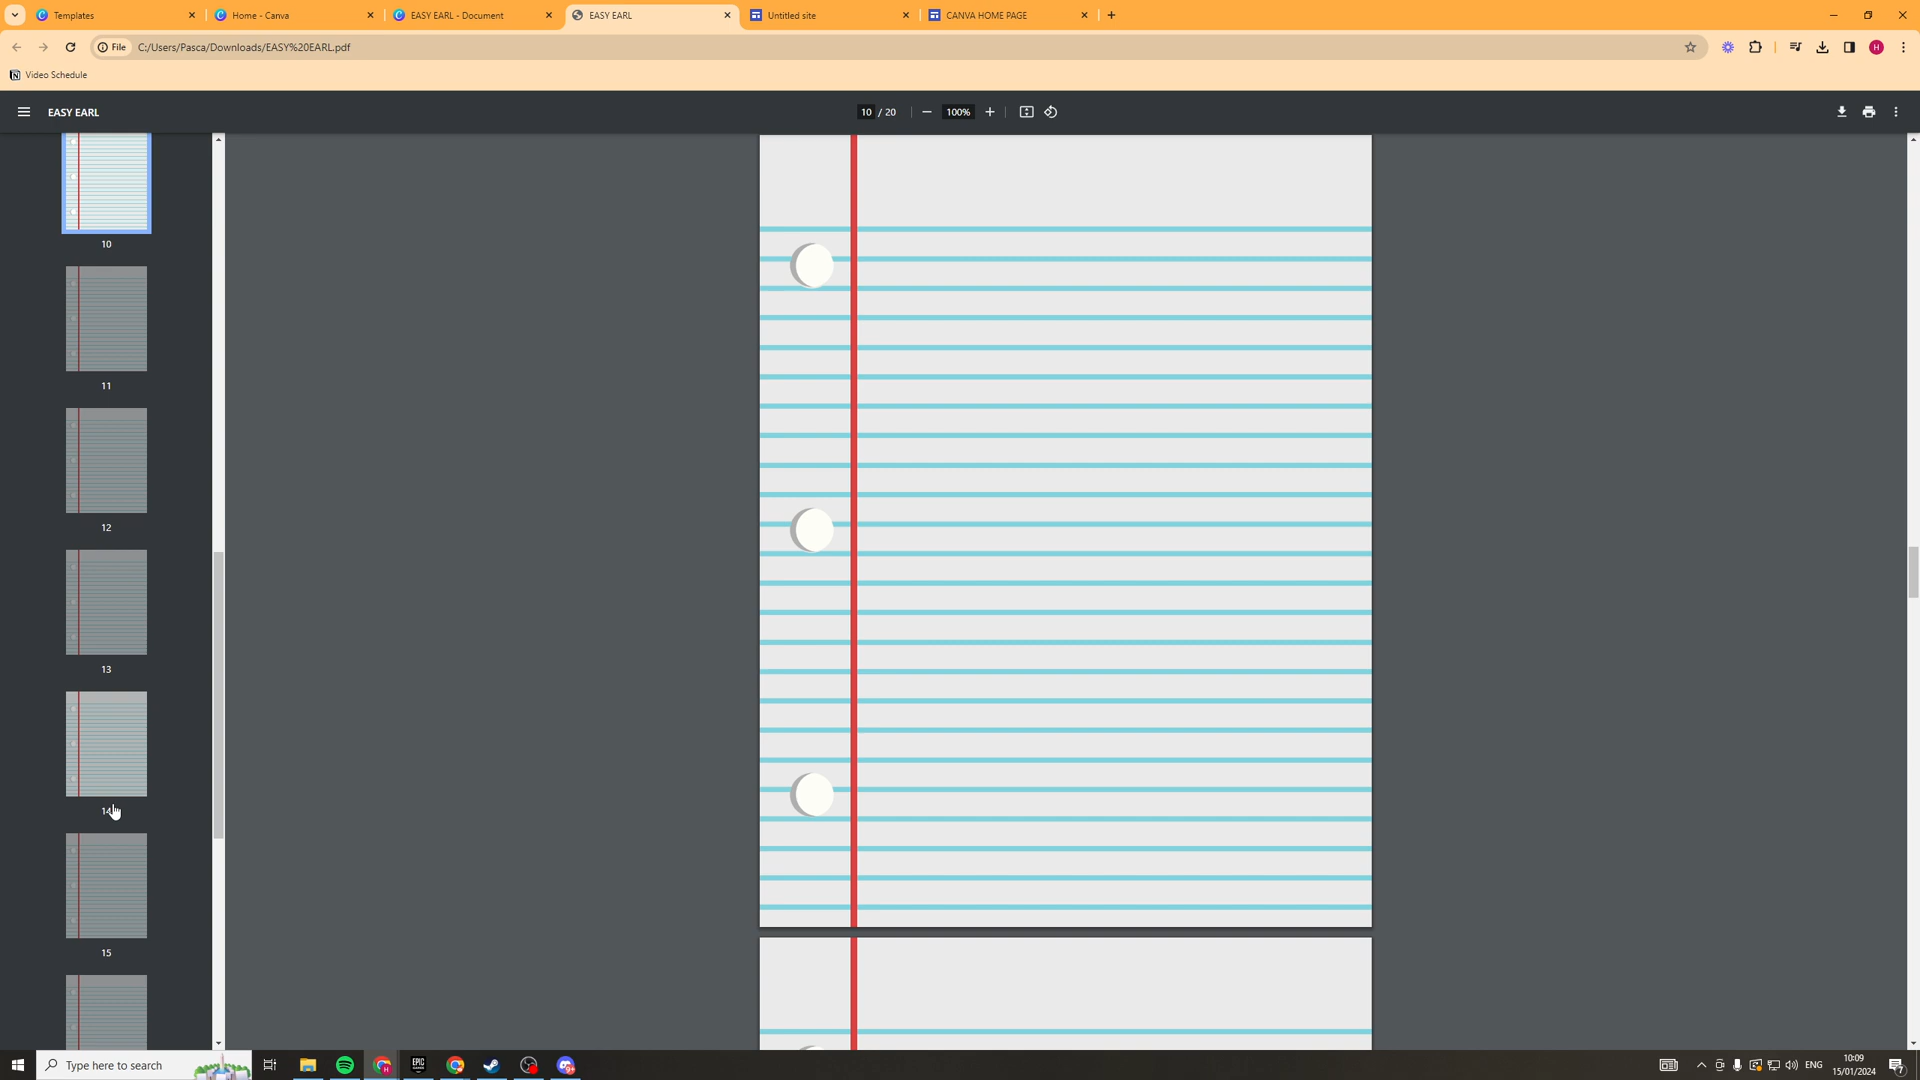 Templates
Home - Canva
EASY EARL - Document
EASY EARL
Untitled site
CANVA HOME PAGE
File
C:/Users/Pasca/Downloads/EASY%20EARL.pdf
H
Video Schedule
EASY EARL
10 / 20
100%
10
11
12
13
14
15
Type here to search
EPIC
ENG
10:09
15/01/2024